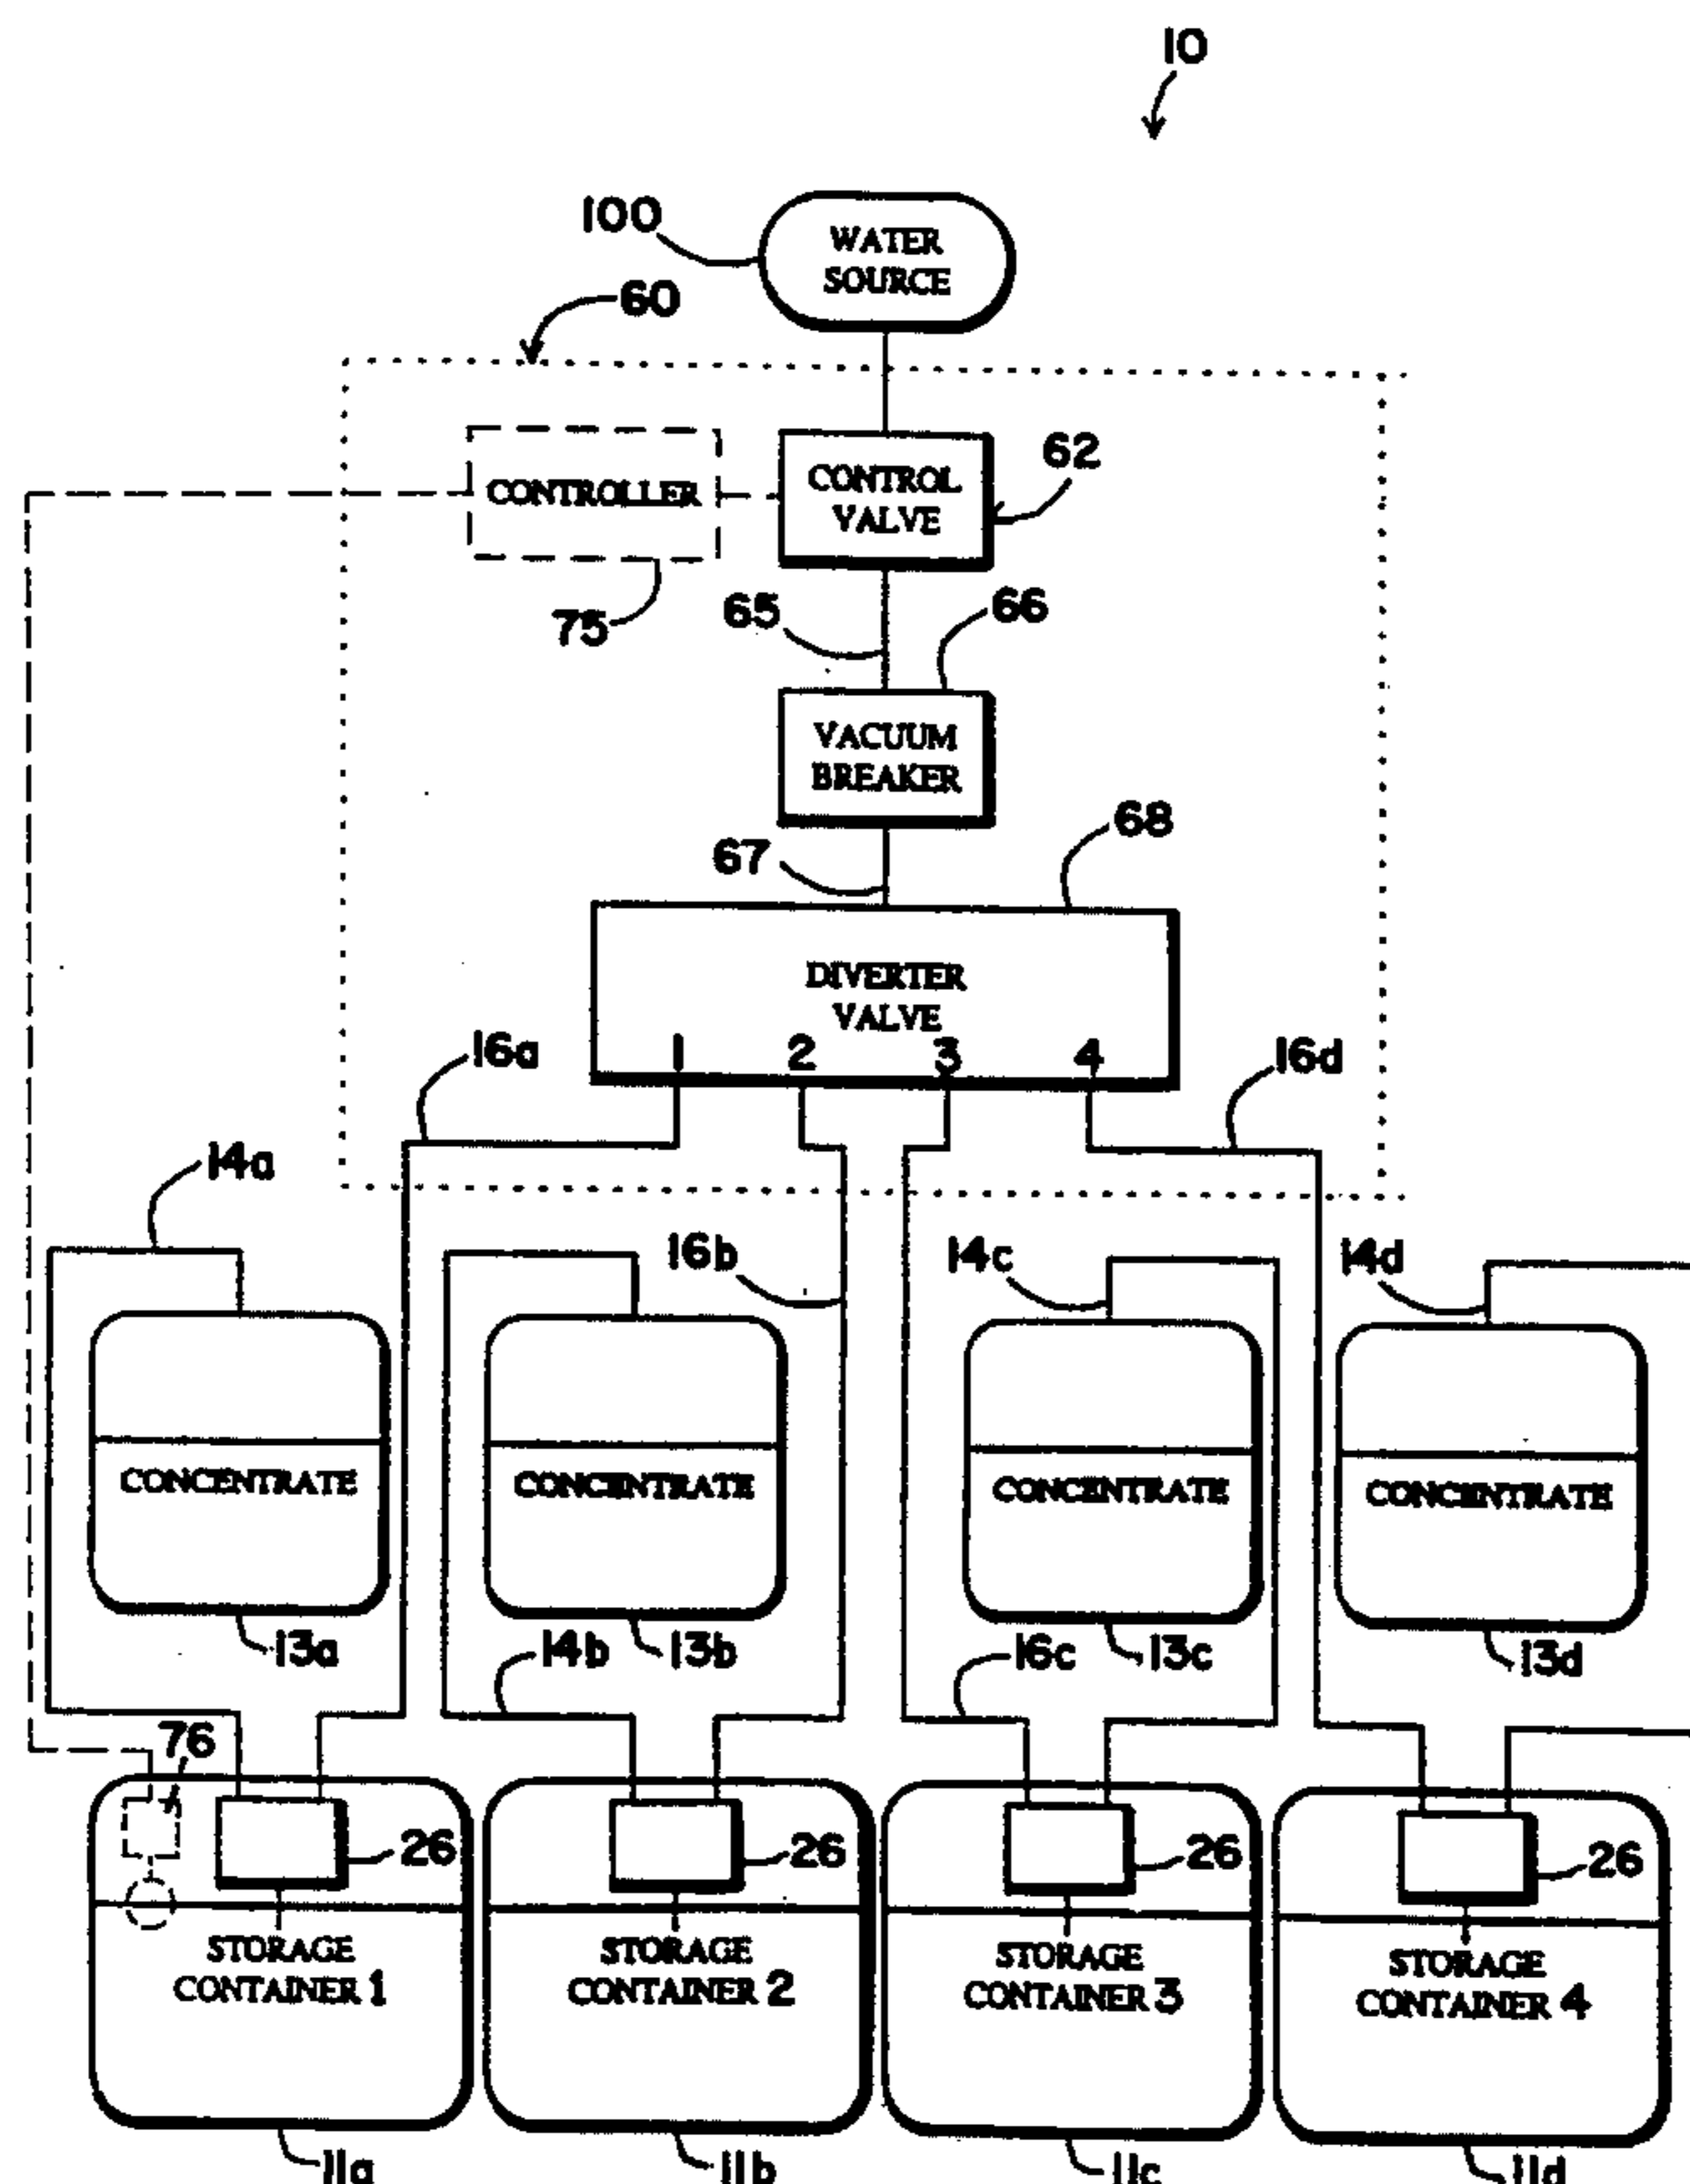 10
100
WATER
SOURCE
60
CONTROLLER
CONTROL
VALVE
62
75
65
66
VACUUM
BREAKER
67
68
DIVERTER
VALVE
1 2 3 4
16a
16d
14a
16b
14c
14d
CONCENTRATE
CONCENTRATE
CONCENTRATE
CONCENTRATE
13a
14b
13b
16c
13c
13d
76
26
26
26
26
STORAGE
CONTAINER 1
STORAGE
CONTAINER 2
STORAGE
CONTAINER 3
STORAGE
CONTAINER 4
11a
11b
11c
11d